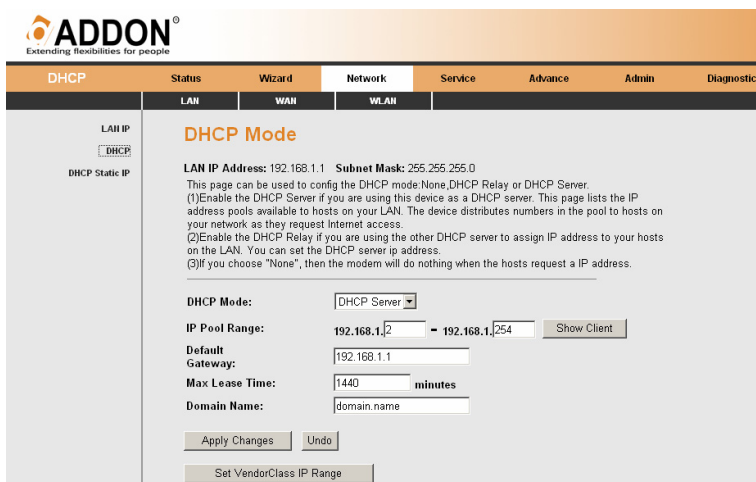 ADDON®
Extending flexibilities for people
DHCP Status Wizard Network Service Advance Admin Diagnostic
LAN WAN WLAN
LAN IP
DHCP
DHCP Static IP
DHCP Mode
LAN IP Address: 192.168.1.1 Subnet Mask: 255.255.255.0
This page can be used to config the DHCP mode:None,DHCP Relay or DHCP Server.
(1)Enable the DHCP Server if you are using this device as a DHCP server. This page lists the IP
address pools available to hosts on your LAN. The device distributes numbers in the pool to hosts on
your network as they request Internet access.
(2)Enable the DHCP Relay if you are using the other DHCP server to assign IP address to your hosts
on the LAN. You can set the DHCP server ip address.
(3)If you choose "None", then the modem will do nothing when the hosts request a IP address.
DHCP Mode: DHCP Server
IP Pool Range: 192.168.1.2 - 192.168.1.254 Show Client
Default
Gateway: 192.168.1.1
Max Lease Time: 1440 minutes
Domain Name: domain.name
Apply Changes Undo
Set VendorClass IP Range